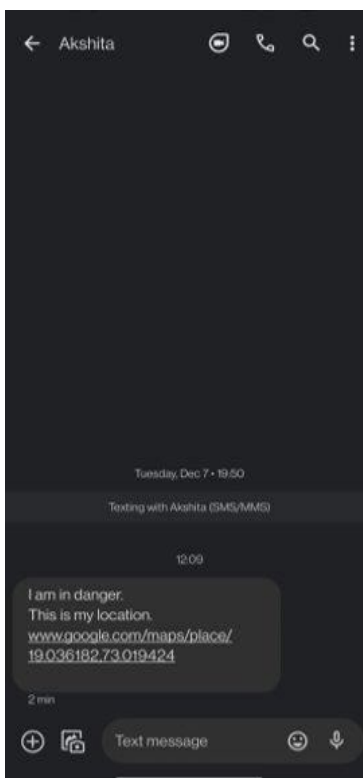 Akshita
Tuesday, Dec 7 • 19:50
Texting with Akshita (SMS/MMS)
12:09
I am in danger.
This is my location.
www.google.com/maps/place/
19.036182,73.019424
2 min
Text message